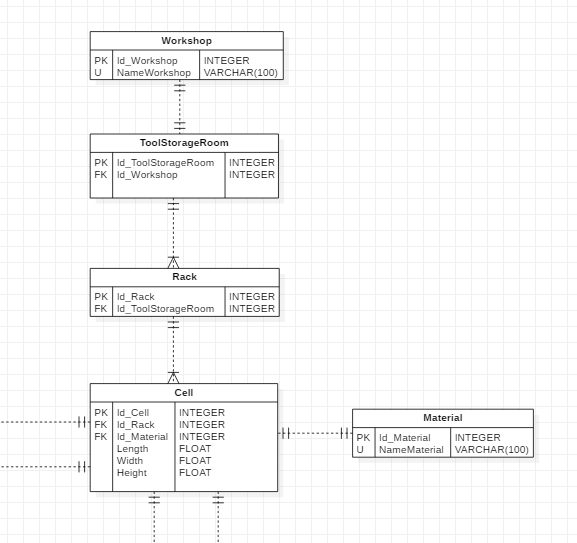 Workshop
PK Id_Workshop INTEGER
U NameWorkshop VARCHAR(100)
ToolStorageRoom
PK Id_ToolStorageRoom INTEGER
FK Id_Workshop INTEGER
Rack
PK Id_Rack INTEGER
FK Id_ToolStorageRoom INTEGER
Cell
PK Id_Cell INTEGER
FK Id_Rack INTEGER
FK Id_Material INTEGER
Length FLOAT
Width FLOAT
Height FLOAT
Material
PK Id_Material INTEGER
U NameMaterial VARCHAR(100)